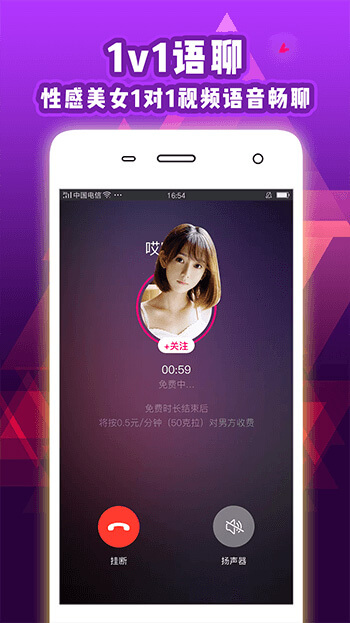 1v1语聊
性感美女1对1视频语音畅聊
中国电信 16:54
哎
+关注
00:59
免费中...
免费时长结束后
将按0.5元/分钟（50克拉）对男方收费
挂断 扬声器